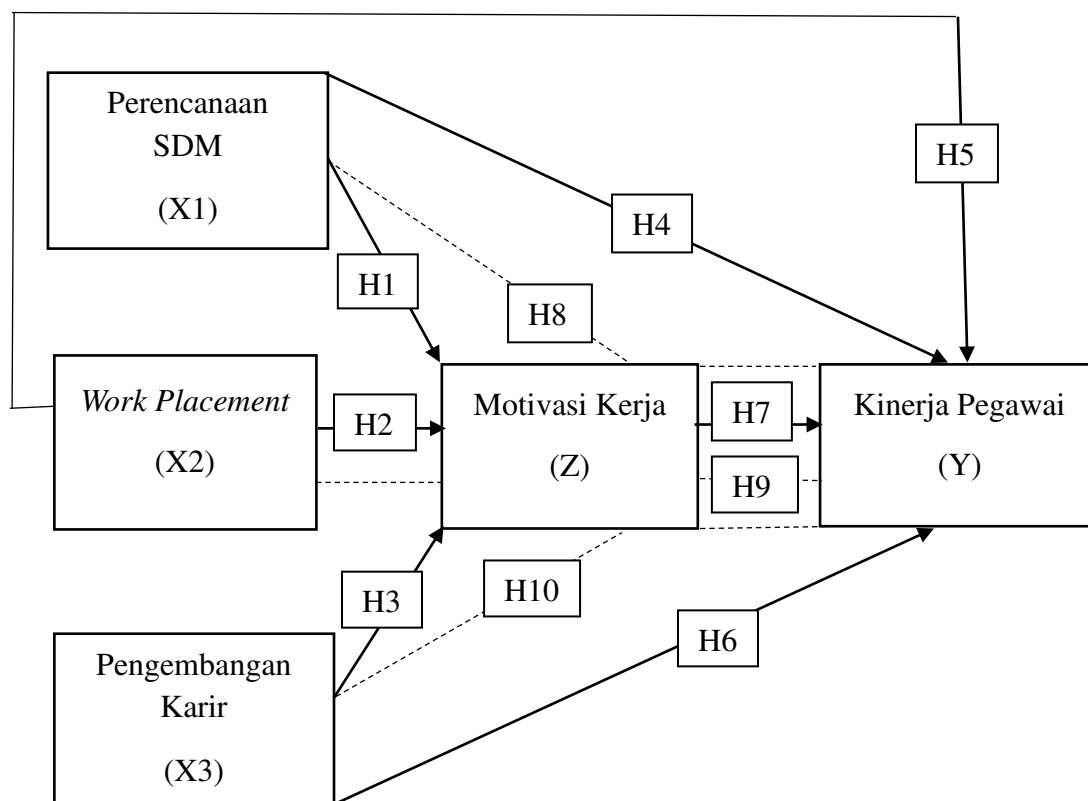 Perencanaan
SDM
(X1)
H5
H4
H1
H8
Work Placement
(X2)
H2
Motivasi Kerja
(Z)
H7
H9
Kinerja Pegawai
(Y)
H3
H10
H6
Pengembangan
Karir
(X3)